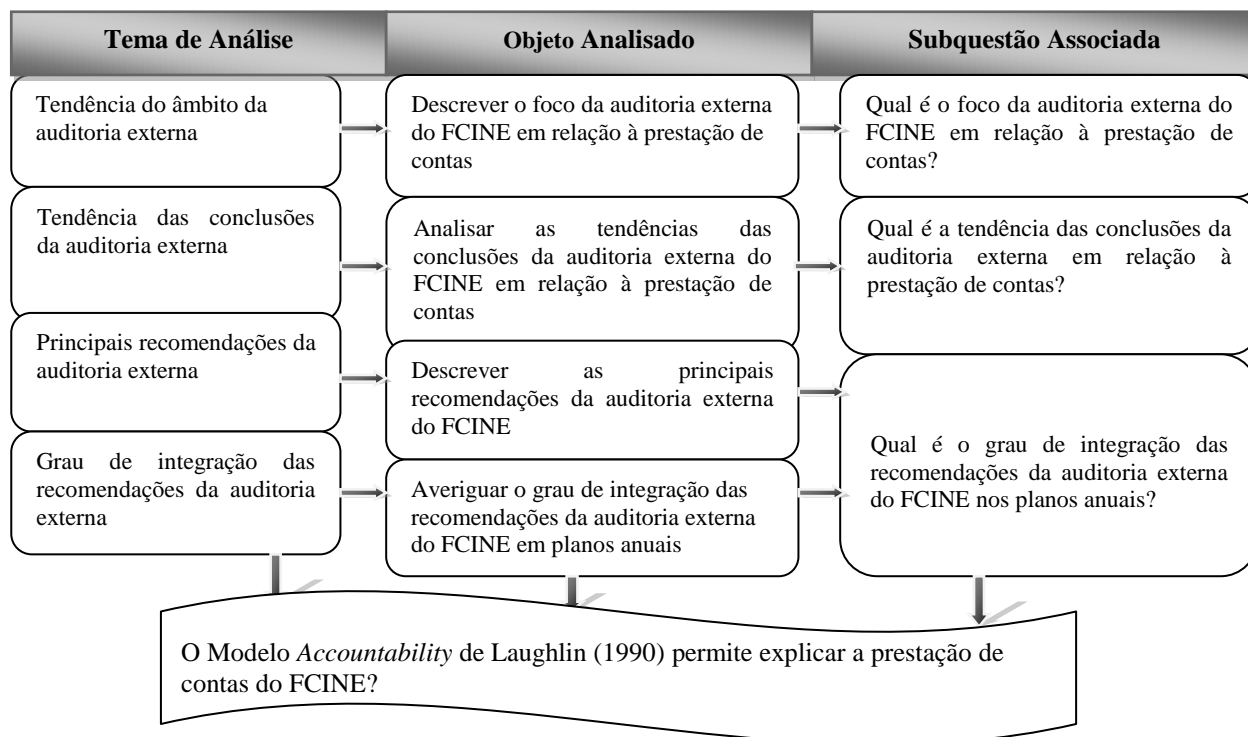 Tema de Análise
Objeto Analisado
Subquestão Associada
Tendência do âmbito da
auditoria externa
Descrever o foco da auditoria externa
do FCINE em relação à prestação de
contas
Qual é o foco da auditoria externa do
FCINE em relação à prestação de
contas?
Tendência das conclusões
da auditoria externa
Analisar as tendências das
conclusões da auditoria externa do
FCINE em relação à prestação de
contas
Qual é a tendência das conclusões da
auditoria externa em relação à
prestação de contas?
Principais recomendações da
auditoria externa
Descrever as principais
recomendações da auditoria externa
do FCINE
Grau de integração das
recomendações da auditoria
externa
Averiguar o grau de integração das
recomendações da auditoria externa
do FCINE em planos anuais
Qual é o grau de integração das
recomendações da auditoria externa
do FCINE nos planos anuais?
O Modelo Accountability de Laughlin (1990) permite explicar a prestação de
contas do FCINE?